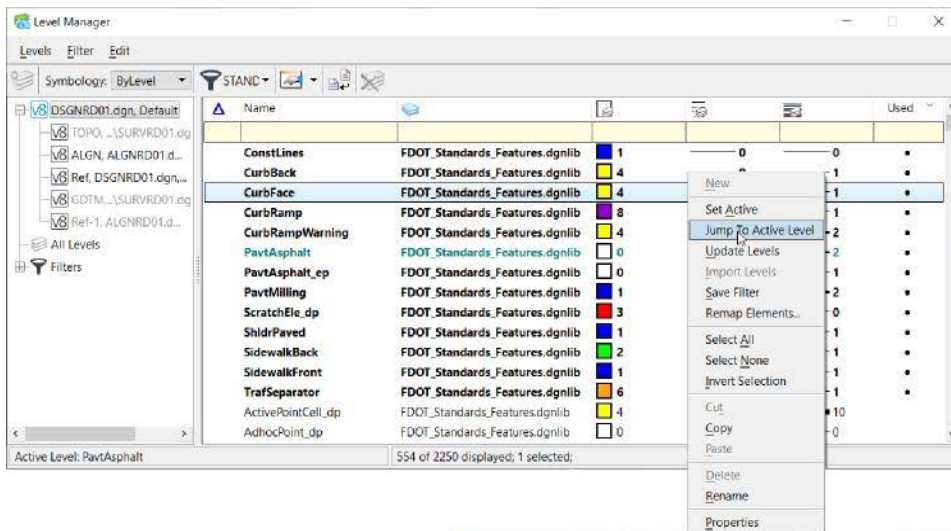 Level Manager
Levels Filter Edit
Symbology: ByLevel STAND
Name Used
DSGNRD01.dgn, Default
TOPO, ...\SURVRD01.dg
ALGN, ALGNRD01.d...
Ref, DSGNRD01.dgn,...
GDTM...\SURVRD01.dg
Ref-1, ALGNRD01.d...
All Levels
Filters
ConstLines FDOT_Standards_Features.dgnlib 1 0 0
CurbBack FDOT_Standards_Features.dgnlib 4 0 1
CurbFace FDOT_Standards_Features.dgnlib 4 1
CurbRamp FDOT_Standards_Features.dgnlib 8 1
CurbRampWarning FDOT_Standards_Features.dgnlib 4 2
PavtAsphalt FDOT_Standards_Features.dgnlib 0 2
PavtAsphalt_ep FDOT_Standards_Features.dgnlib 0 1
PavtMilling FDOT_Standards_Features.dgnlib 1 2
ScratchEle_dp FDOT_Standards_Features.dgnlib 3 0
ShldrPaved FDOT_Standards_Features.dgnlib 1 1
SidewalkBack FDOT_Standards_Features.dgnlib 2 1
SidewalkFront FDOT_Standards_Features.dgnlib 1 1
TrafSeparator FDOT_Standards_Features.dgnlib 6 1
ActivePointCell_dp FDOT_Standards_Features.dgnlib 4 10
AdhocPoint_dp FDOT_Standards_Features.dgnlib 0 0
New
Set Active
Jump To Active Level
Update Levels
Import Levels
Save Filter
Remap Elements...
Select All
Select None
Invert Selection
Cut
Copy
Paste
Delete
Rename
Properties
Active Level: PavtAsphalt
554 of 2250 displayed; 1 selected;